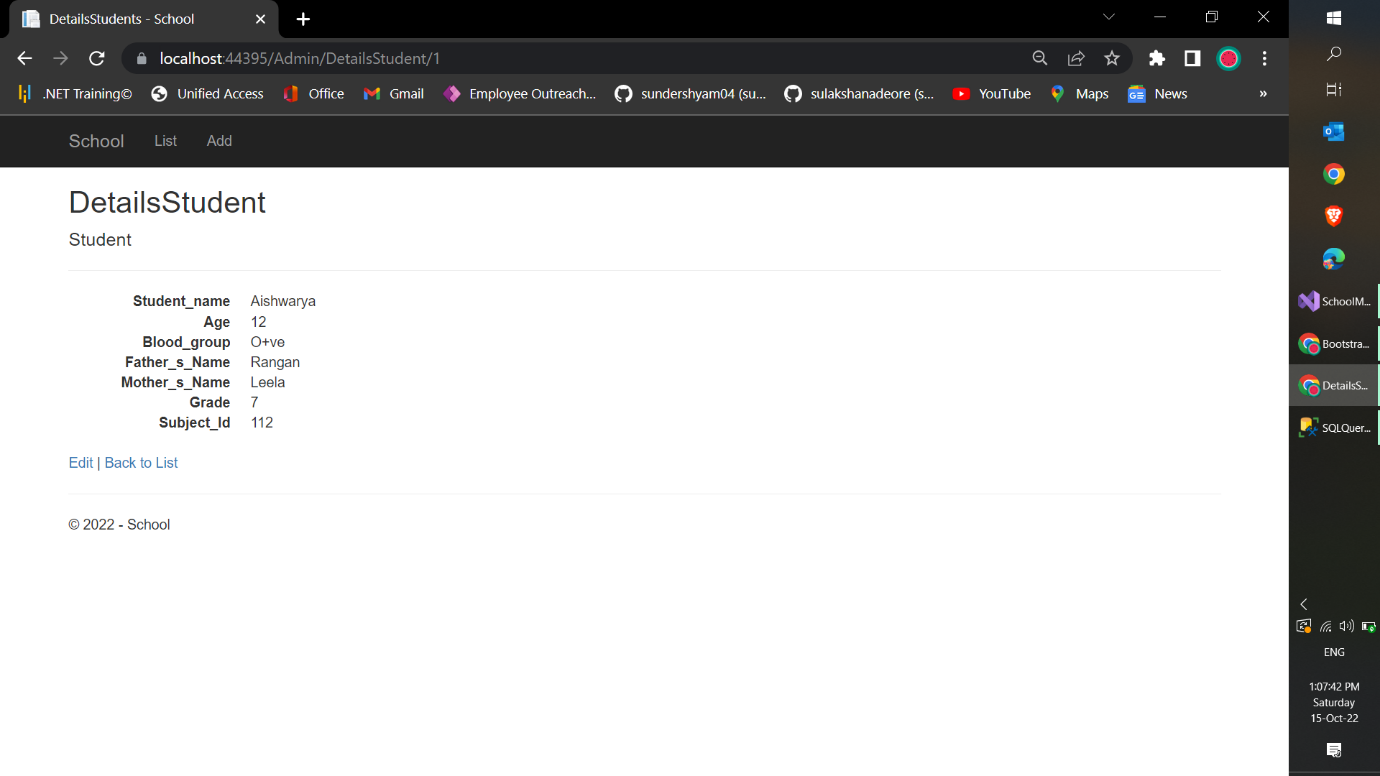 DetailsStudents - School
localhost:44395/Admin/DetailsStudent/1
.NET Training© Unified Access Office Gmail Employee Outreach... sundershyam04 (su... sulakshanadeore (s... YouTube Maps News »
School List Add
DetailsStudent
Student
Student_name Aishwarya
Age 12
Blood_group O+ve
Father_s_Name Rangan
Mother_s_Name Leela
Grade 7
Subject_Id 112
Edit | Back to List
© 2022 - School
SchoolM...
Bootstra...
DetailsS...
SQLQuer...
ENG
1:07:42 PM
Saturday
15-Oct-22